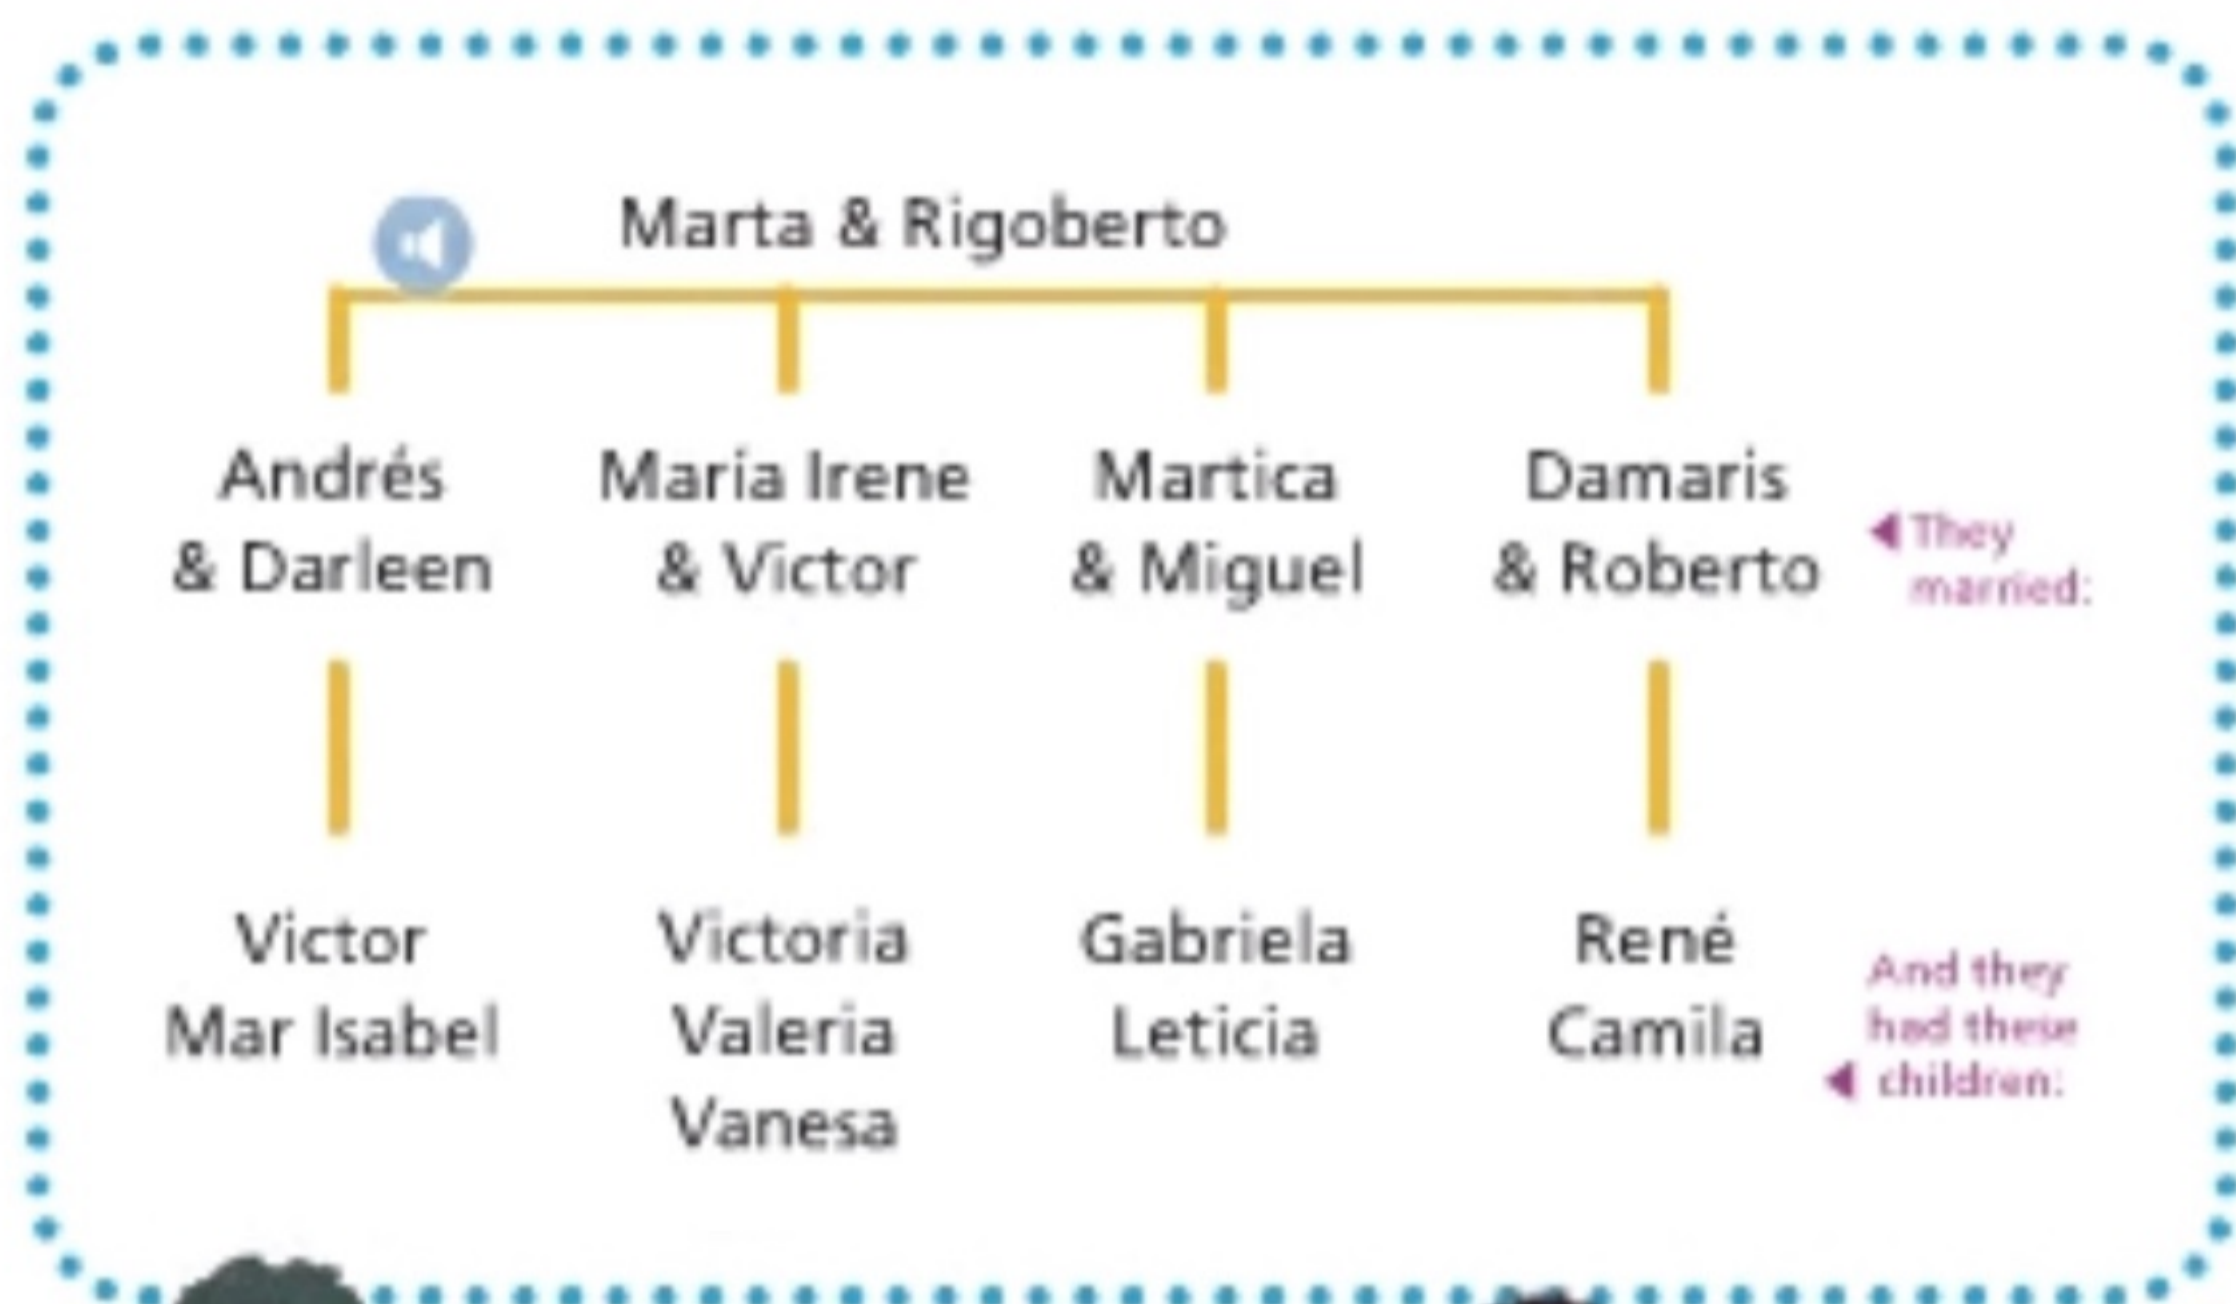 Marta & Rigoberto
Andrés
& Darleen
María Irene
& Victor
Martica
& Miguel
Damaris
& Roberto
They
married:
Victor
Mar Isabel
Victoria
Valeria
Vanesa
Gabriela
Leticia
René
Camila
And they
had these
children: